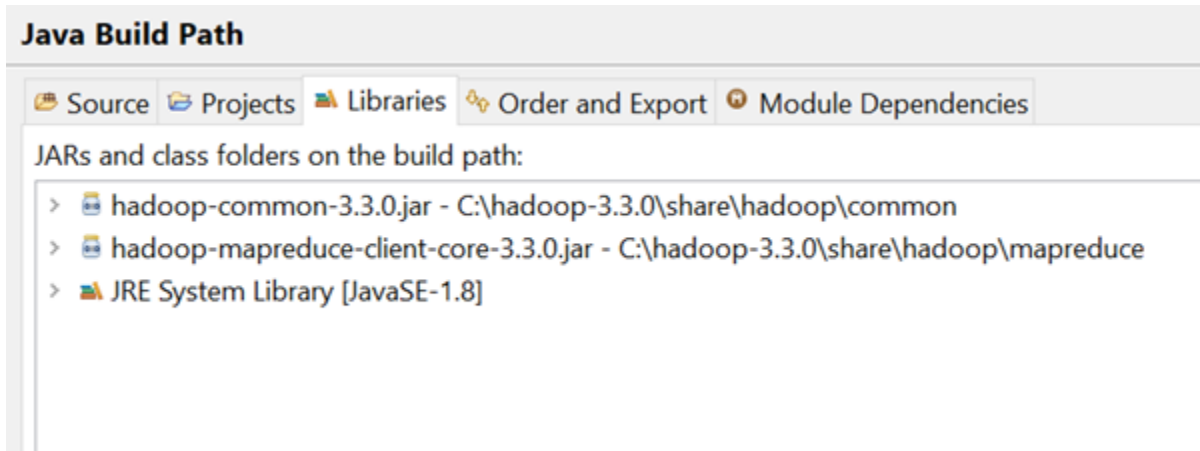 Java Build Path
Source Projects Libraries Order and Export Module Dependencies
JARs and class folders on the build path:
hadoop-common-3.3.0.jar - C:\hadoop-3.3.0\share\hadoop\common
hadoop-mapreduce-client-core-3.3.0.jar - C:\hadoop-3.3.0\share\hadoop\mapreduce
JRE System Library [JavaSE-1.8]